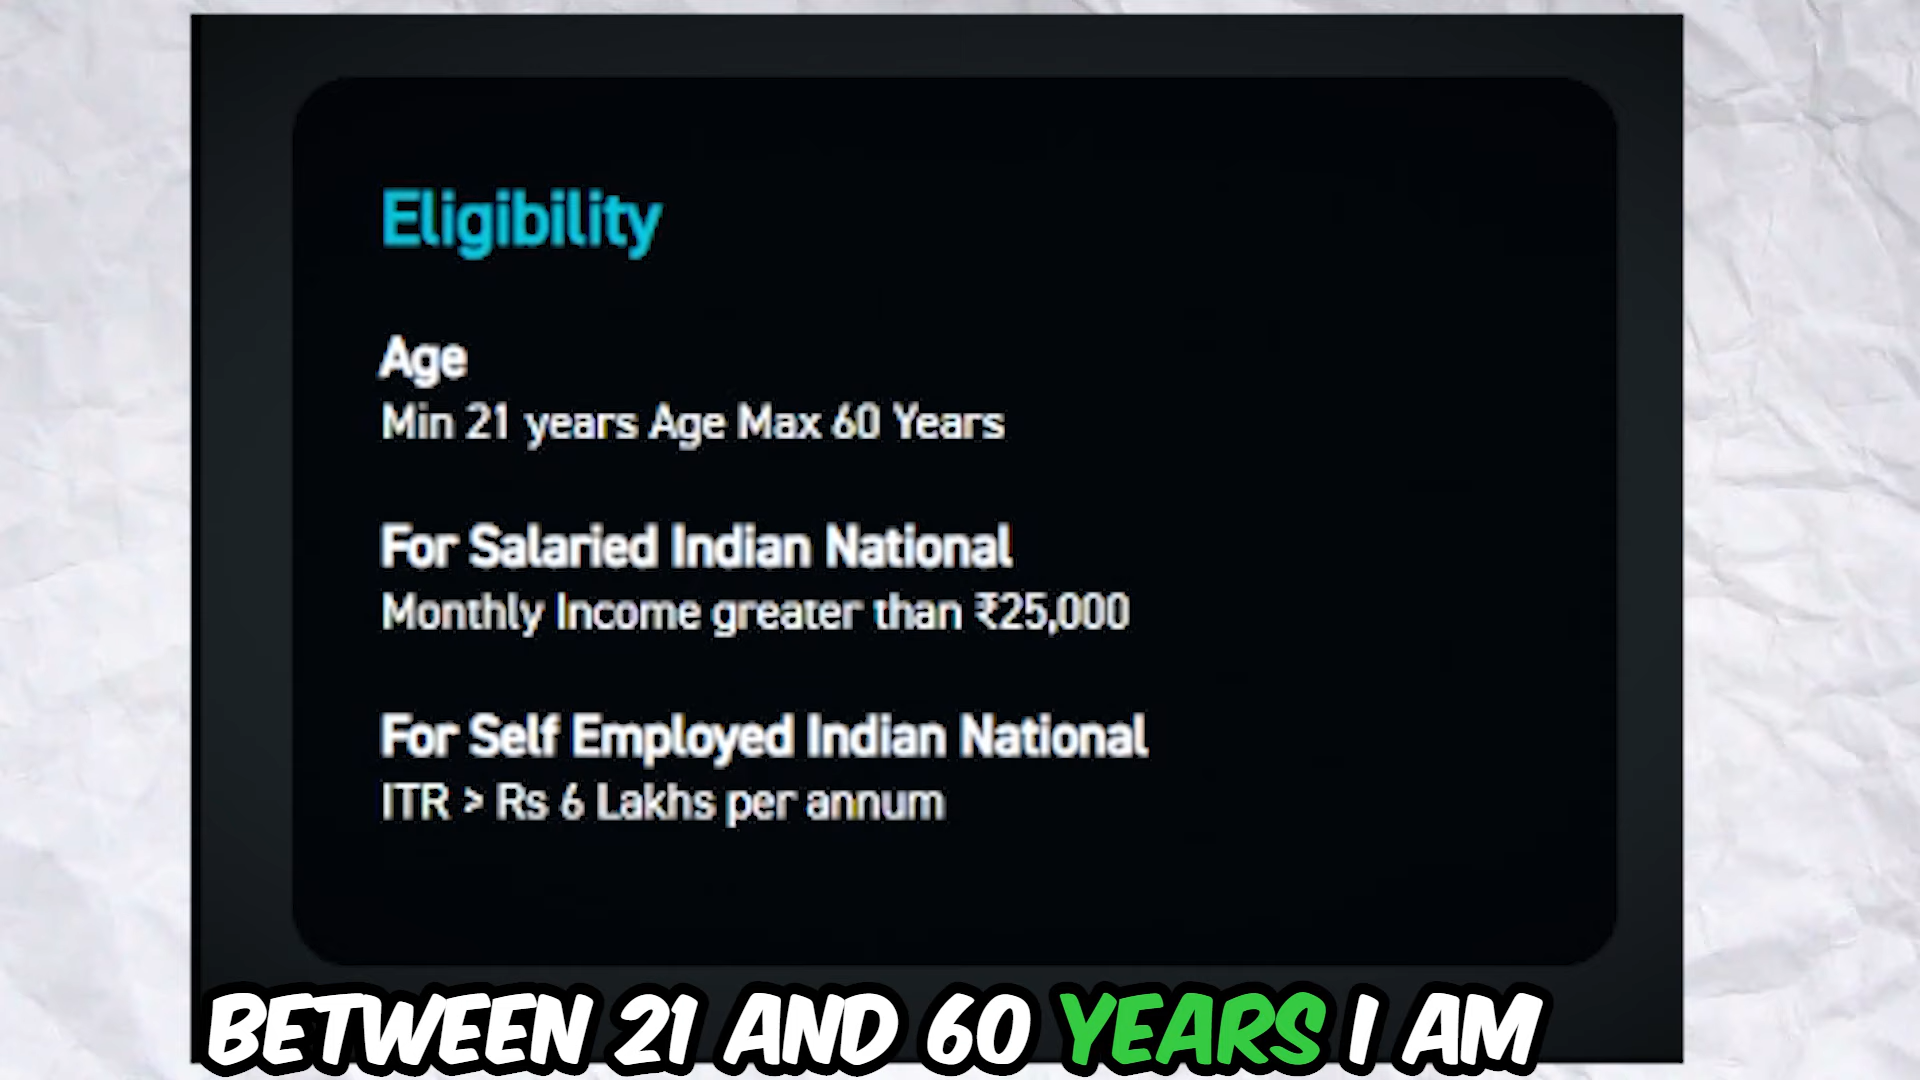 Eligibility
Age
Min 21 years Age Max 60 Years
For Salaried Indian National
Monthly Income greater than ₹25,000
For Self Employed Indian National
ITR > Rs 6 Lakhs per annum
BETWEEN 21 AND 60 YEARS I AM